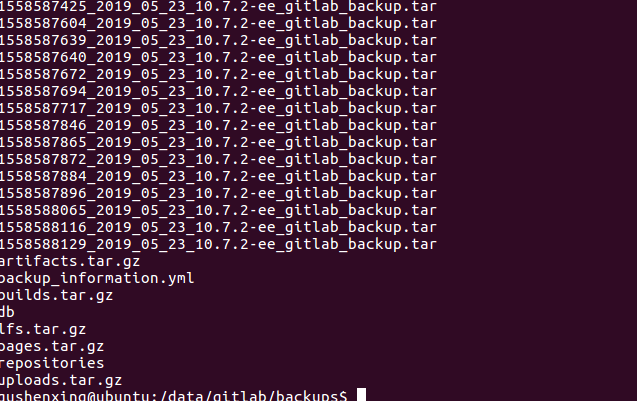 1558587425_2019_05_23_10.7.2-ee_gitlab_backup.tar
1558587604_2019_05_23_10.7.2-ee_gitlab_backup.tar
1558587639_2019_05_23_10.7.2-ee_gitlab_backup.tar
1558587640_2019_05_23_10.7.2-ee_gitlab_backup.tar
1558587672_2019_05_23_10.7.2-ee_gitlab_backup.tar
1558587694_2019_05_23_10.7.2-ee_gitlab_backup.tar
1558587717_2019_05_23_10.7.2-ee_gitlab_backup.tar
1558587846_2019_05_23_10.7.2-ee_gitlab_backup.tar
1558587865_2019_05_23_10.7.2-ee_gitlab_backup.tar
1558587872_2019_05_23_10.7.2-ee_gitlab_backup.tar
1558587884_2019_05_23_10.7.2-ee_gitlab_backup.tar
1558587896_2019_05_23_10.7.2-ee_gitlab_backup.tar
1558588065_2019_05_23_10.7.2-ee_gitlab_backup.tar
1558588116_2019_05_23_10.7.2-ee_gitlab_backup.tar
1558588129_2019_05_23_10.7.2-ee_gitlab_backup.tar
artifacts.tar.gz
backup_information.yml
builds.tar.gz
db
lfs.tar.gz
pages.tar.gz
repositories
uploads.tar.gz
gushenxing@ubuntu:/data/gitlab/backups$